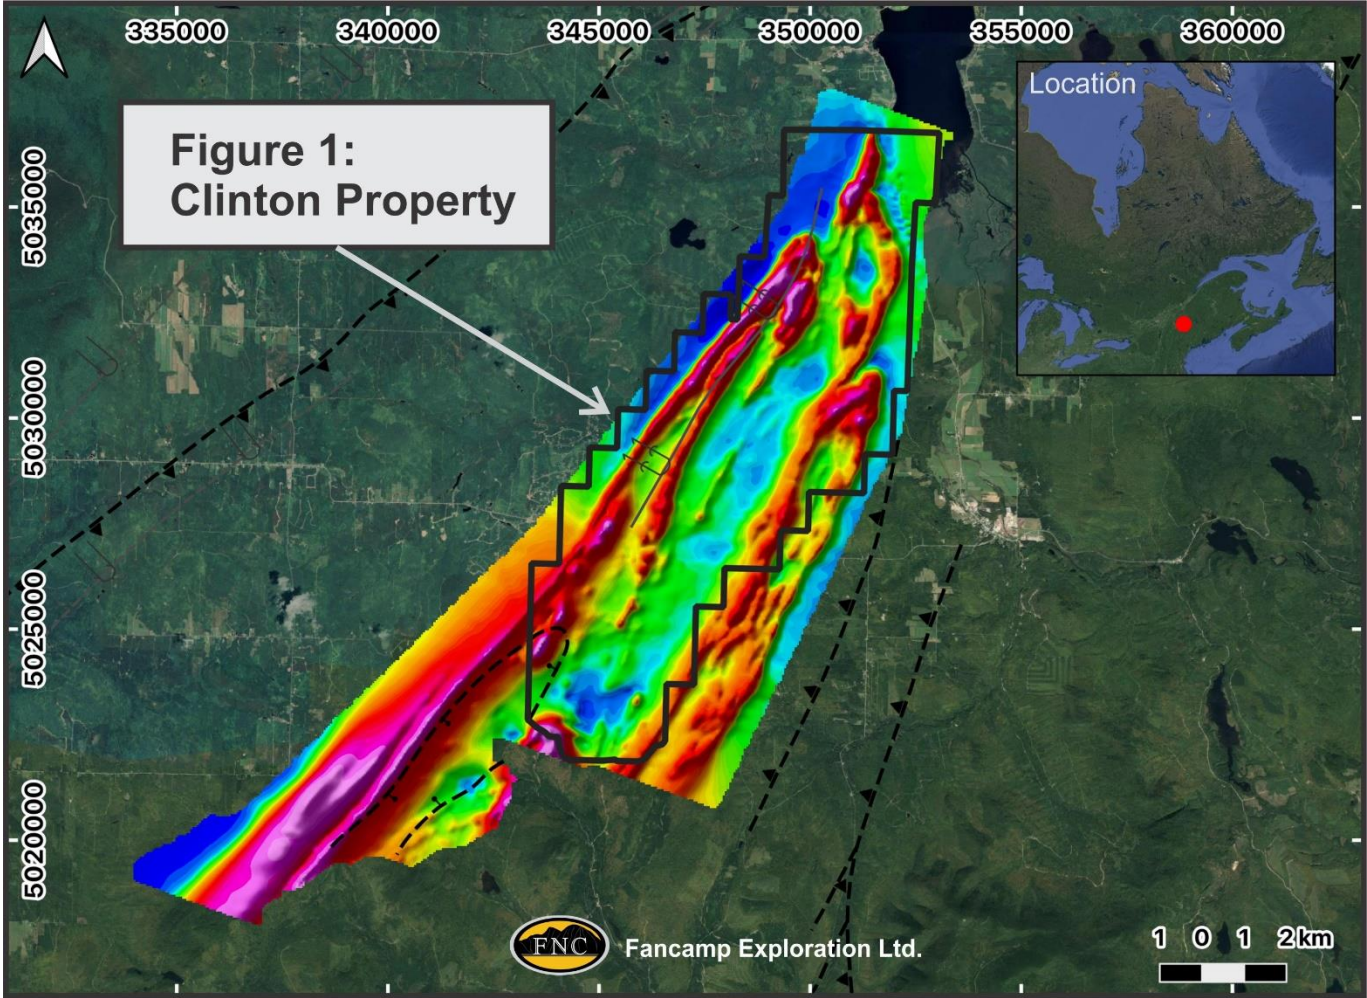 335000 340000 345000 350000 355000 360000
Location
Figure 1:
Clinton Property
5035000
5030000
5025000
5020000
FNC
Fancamp Exploration Ltd.
1 0 1 2 km